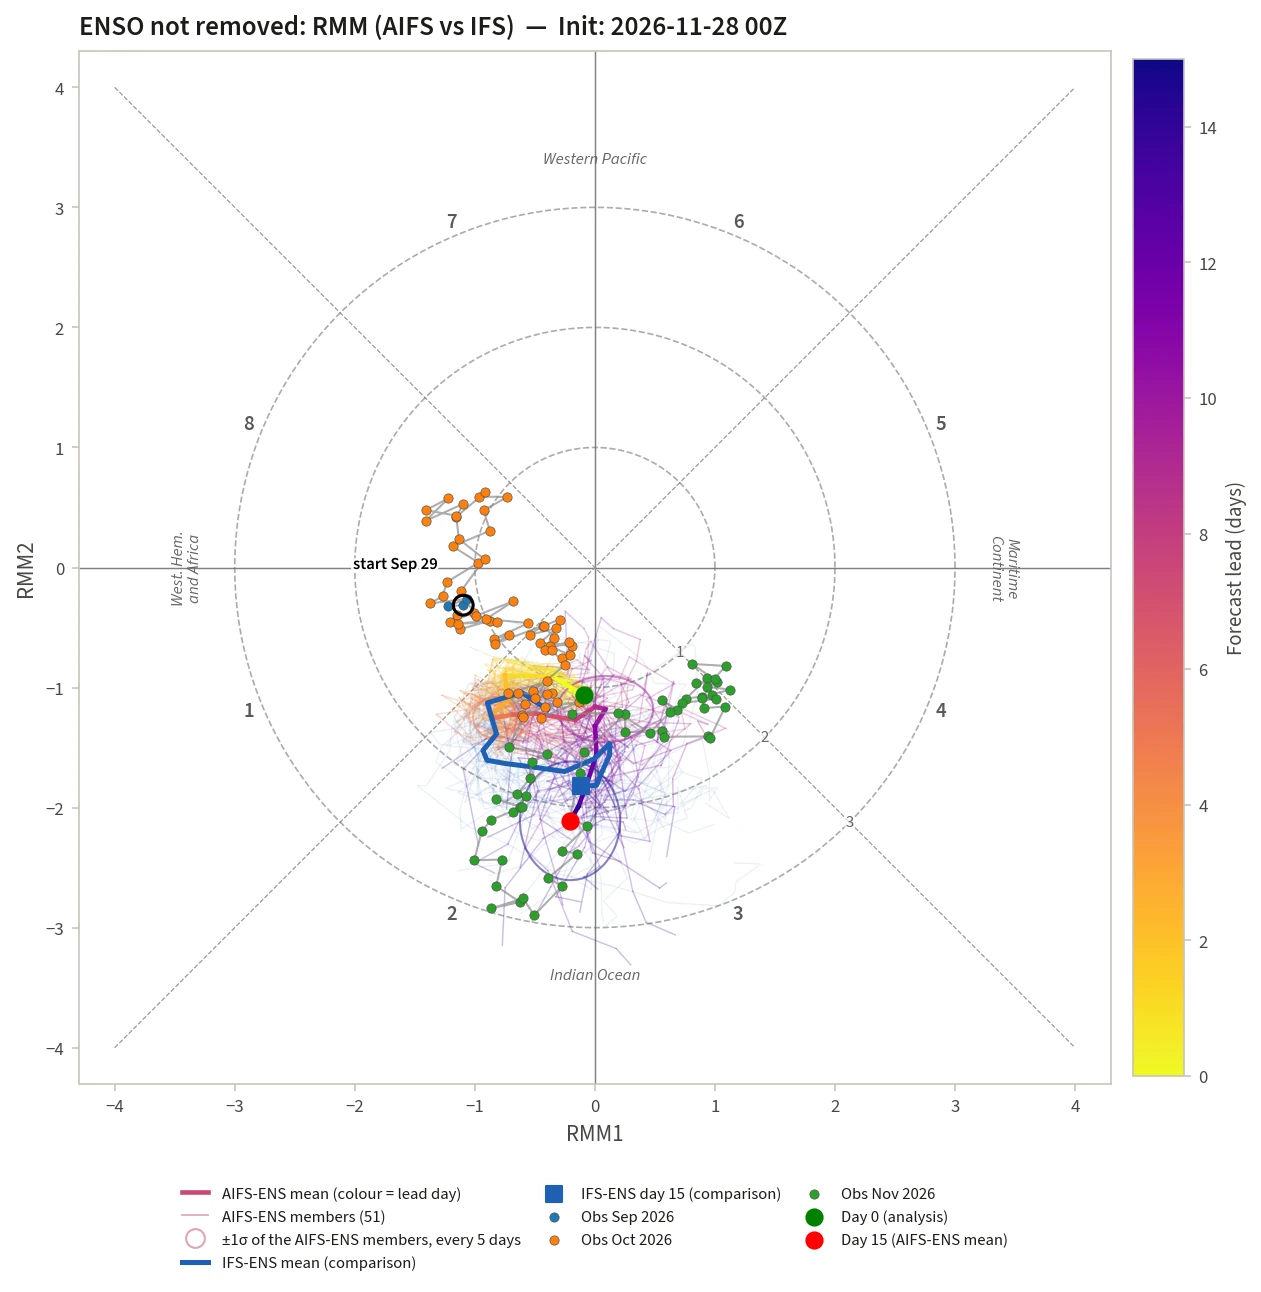 ENSO not removed: RMM (AIFS vs IFS) — Init: 2026-11-28 00Z
RMM2
4
3
2
1
0
−1
−2
−3
−4
Western Pacific
7
6
8
5
West. Hem.
and Africa
start Sep 29
Maritime
Continent
1
1
4
2
3
2
3
Indian Ocean
−4
−3
−2
−1
0
1
2
3
4
RMM1
14
12
10
8
6
4
2
0
Forecast lead (days)
AIFS-ENS mean (colour = lead day)
AIFS-ENS members (51)
±1σ of the AIFS-ENS members, every 5 days
IFS-ENS mean (comparison)
IFS-ENS day 15 (comparison)
Obs Sep 2026
Obs Oct 2026
Obs Nov 2026
Day 0 (analysis)
Day 15 (AIFS-ENS mean)